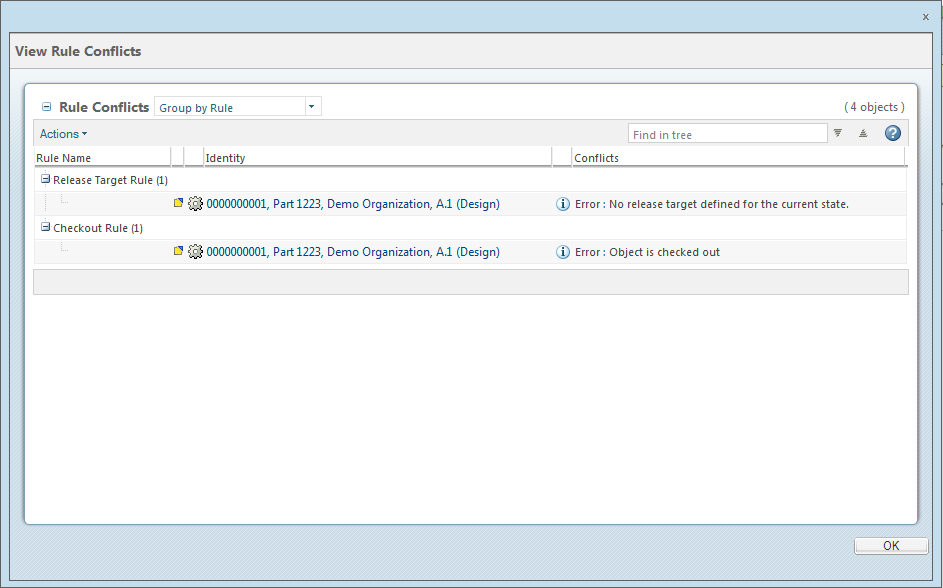 x
View Rule Conflicts
Rule Conflicts Group by Rule ( 4 objects )
Actions Find in tree ?
Rule Name Identity Conflicts
Release Target Rule (1)
0000000001, Part 1223, Demo Organization, A.1 (Design) i Error : No release target defined for the current state.
Checkout Rule (1)
0000000001, Part 1223, Demo Organization, A.1 (Design) i Error : Object is checked out
OK